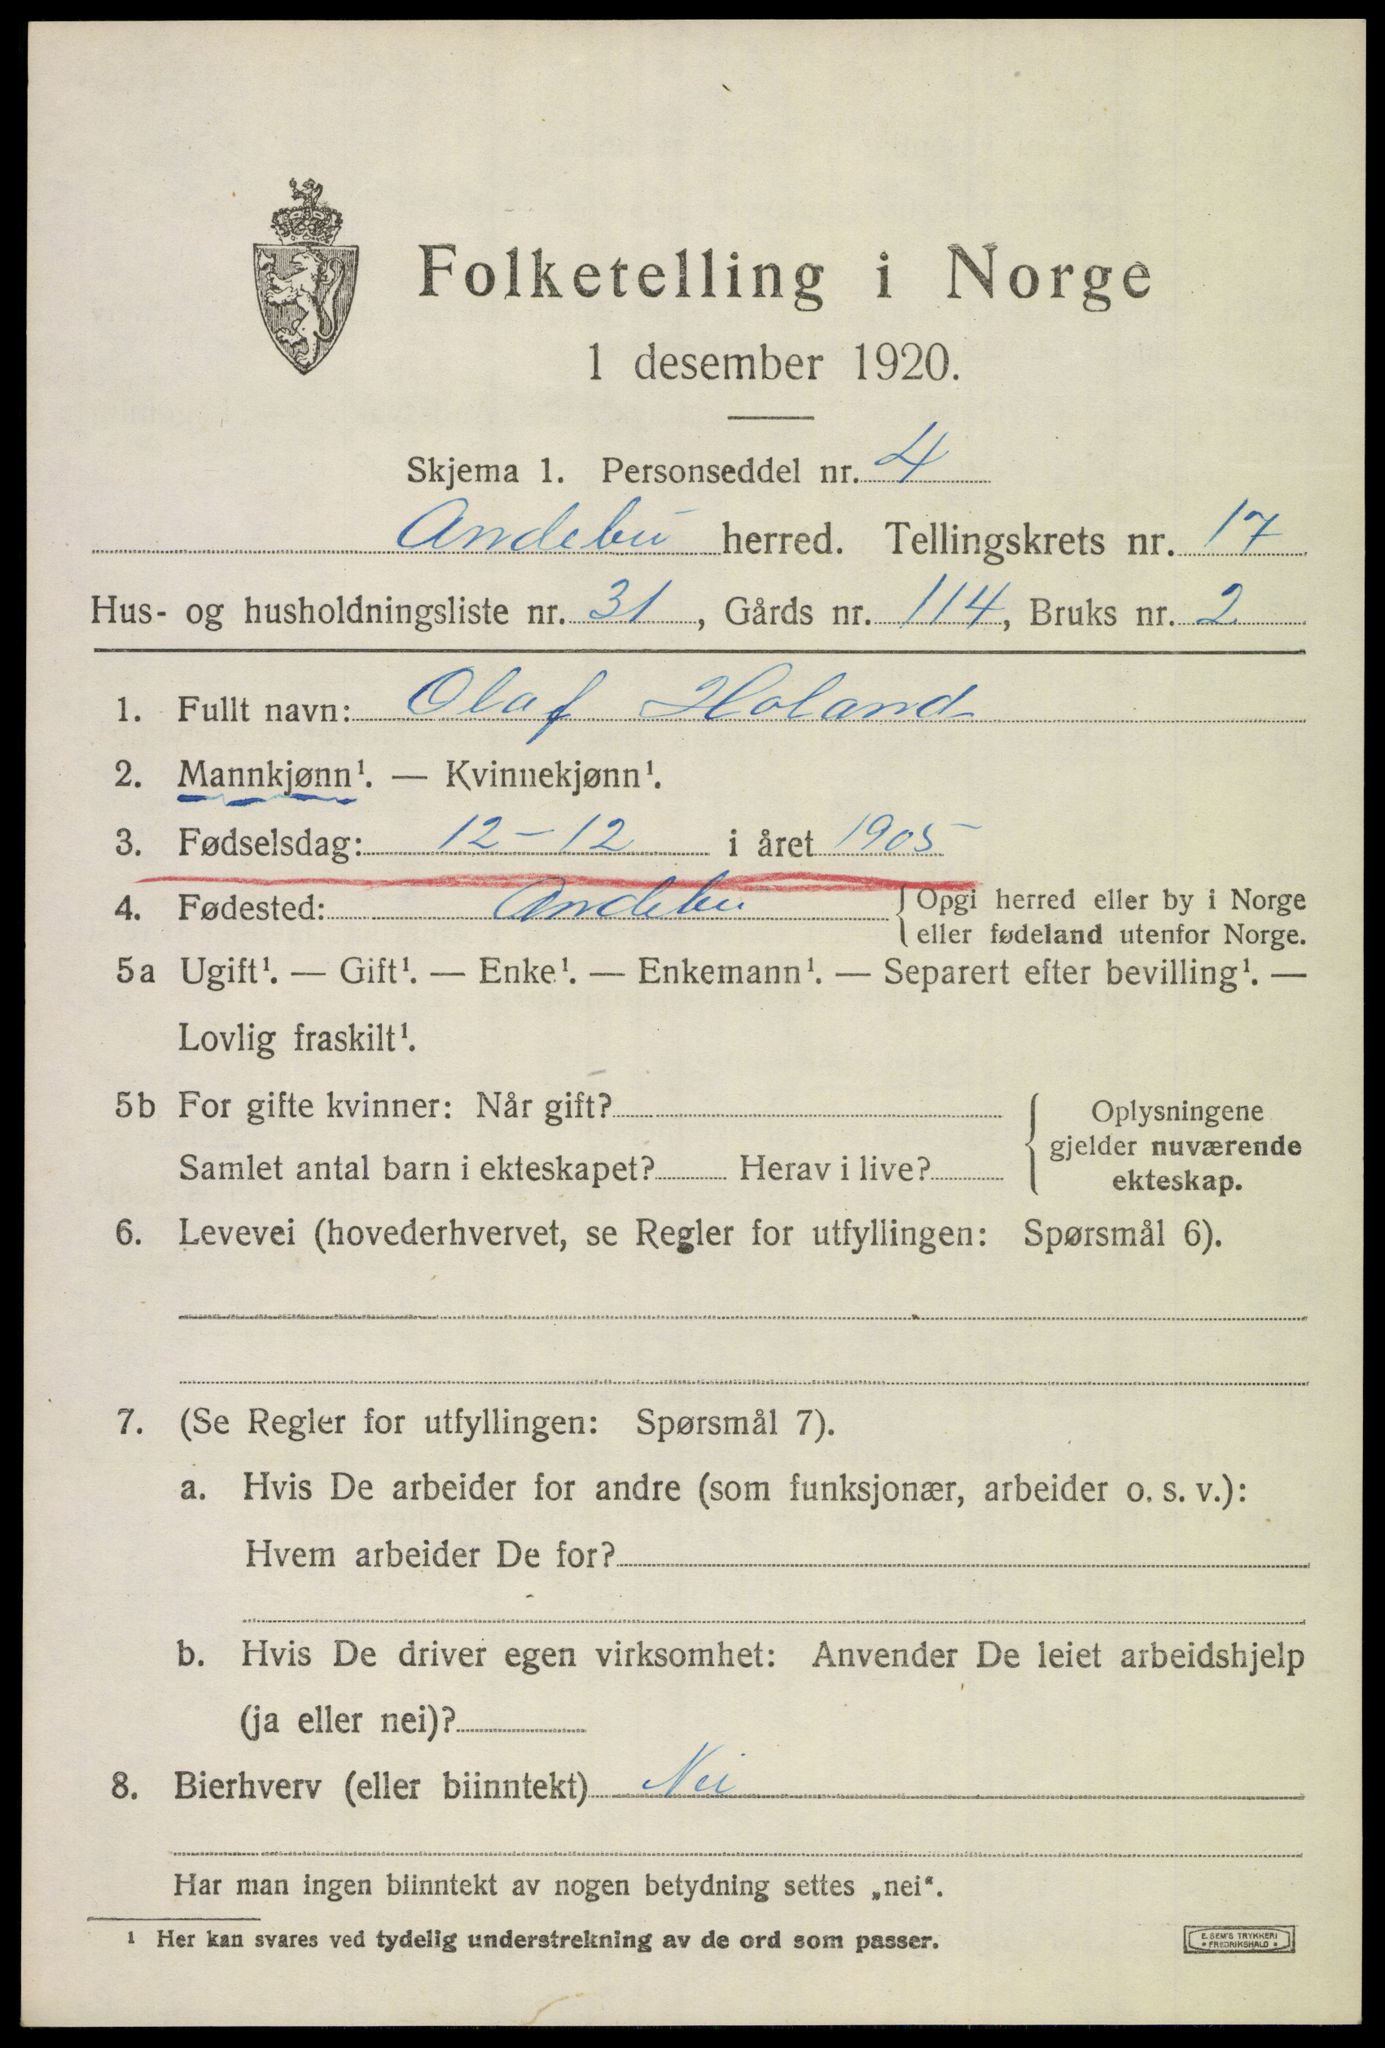 Folketelling i Norge
1 desember 1920.
Skjema 1. Personseddel nr. 4
Andebu herred. Tellingskrets nr. 17
Hus- og husholdningsliste nr. 31, Gårds nr. 114, Bruks nr. 2
1. Fullt navn: Olaf Holand
2. Mannkjønn¹. — Kvinnekjønn¹.
3. Fødselsdag: 12-12 i året 1905
4. Fødested: Andebu { Opgi herred eller by i Norge
eller fødeland utenfor Norge.
5a Ugift¹. — Gift¹. — Enke¹. — Enkemann¹. — Separert efter bevilling¹. —
Lovlig fraskilt¹.
5b For gifte kvinner: Når gift?
Samlet antal barn i ekteskapet? Herav i live?
{ Oplysningene
gjelder nuværende
ekteskap.
6. Levevei (hovederhvervet, se Regler for utfyllingen: Spørsmål 6).
7. (Se Regler for utfyllingen: Spørsmål 7).
a. Hvis De arbeider for andre (som funksjonær, arbeider o. s. v.):
Hvem arbeider De for?
b. Hvis De driver egen virksomhet: Anvender De leiet arbeidshjelp
(ja eller nei)?
8. Bierhverv (eller biinntekt) Nei
Har man ingen biinntekt av nogen betydning settes „nei“.
¹ Her kan svares ved tydelig understrekning av de ord som passer.
E. SEM'S TRYKKERI
• FREDRIKSHALD •